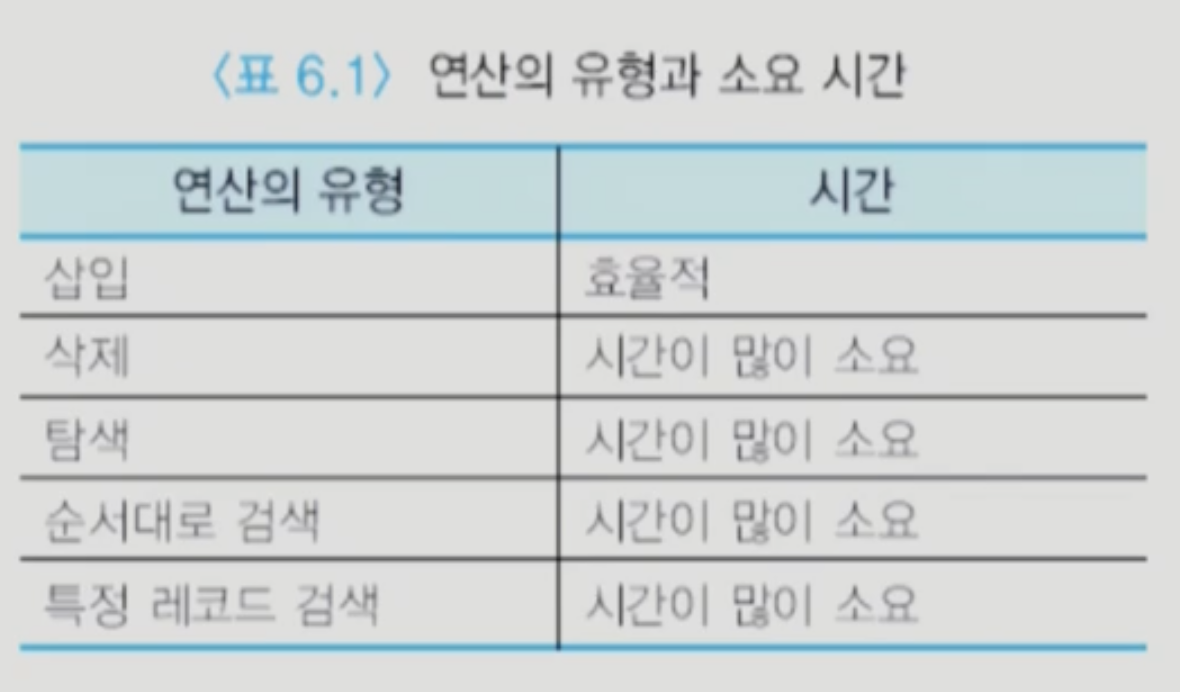 〈표 6.1〉 연산의 유형과 소요 시간
연산의 유형 시간
삽입 효율적
삭제 시간이 많이 소요
탐색 시간이 많이 소요
순서대로 검색 시간이 많이 소요
특정 레코드 검색 시간이 많이 소요